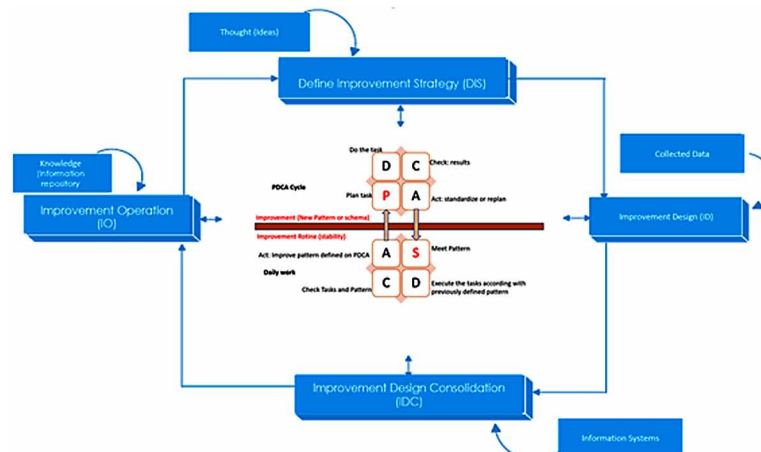 Thought (Ideas)
Define Improvement Strategy (DIS)
Collected Data
Knowledge
(Information
repository
Improvement Operation
(IO)
Improvement Design (ID)
Do the task
D
C
Check: results
PDCA Cycle
Plan task
P
A
Act: standardize or replan
Improvement (New Pattern or schema)
Improvement Rotine (stability)
Act: Improve pattern defined on PDCA
A
S
Meet Pattern
Daily work
Check Tasks and Pattern
C
D
Execute the tasks according with
previously defined pattern
Improvement Design Consolidation
(IDC)
Information Systems